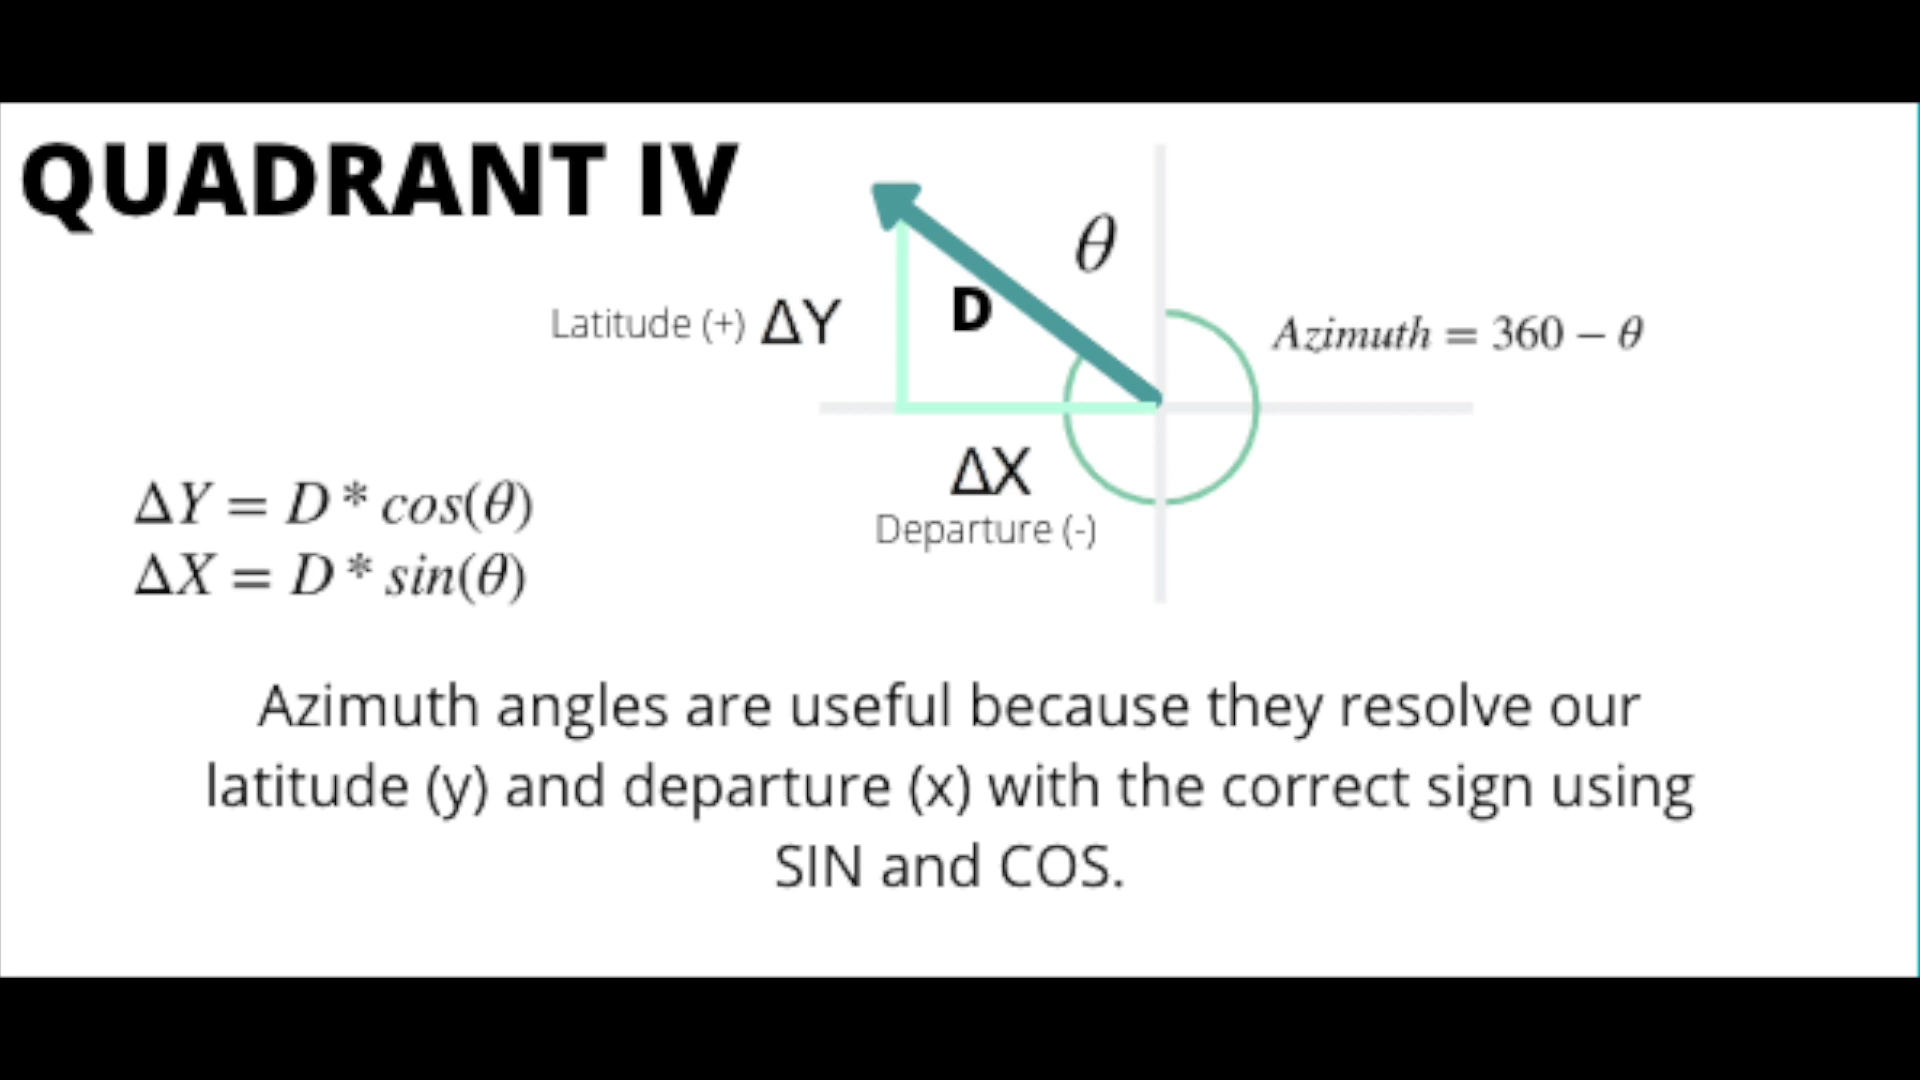 QUADRANT IV
θ
D
Latitude (+) ΔY
Azimuth = 360 – θ
ΔX
Departure (-)
ΔY = D * cos(θ)
ΔX = D * sin(θ)
Azimuth angles are useful because they resolve our
latitude (y) and departure (x) with the correct sign using
SIN and COS.